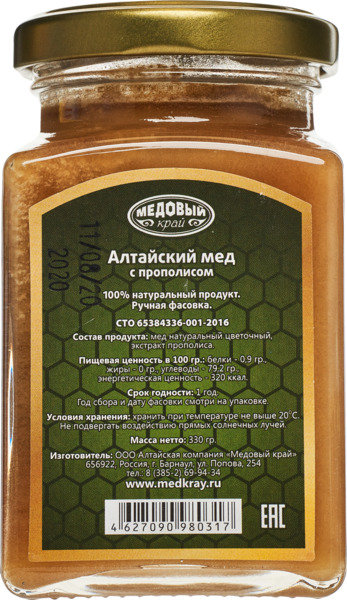 МЕДОВЫЙ
край
Алтайский мед
с прополисом
100% натуральный продукт.
Ручная фасовка.
СТО 65384336-001-2016
Состав продукта: мед натуральный цветочный,
экстракт прополиса.
Пищевая ценность в 100 гр.: белки - 0,9 гр.,
жиры - 0 гр., углеводы - 79,2 гр.
энергетическая ценность - 320 ккал.
Срок годности: 1 год.
Год сбора и дату фасовки смотри на упаковке.
Условия хранения: хранить при температуре не выше 20°С.
Не подвергать воздействию прямых солнечных лучей.
Масса нетто: 330 гр.
Изготовитель: ООО Алтайская компания «Медовый край»
656922, Россия, г. Барнаул, ул. Попова, 254
тел.: 8 (385-2) 69-94-34
www.medkray.ru
4 627090 980317
EAC
11/08/20
2020